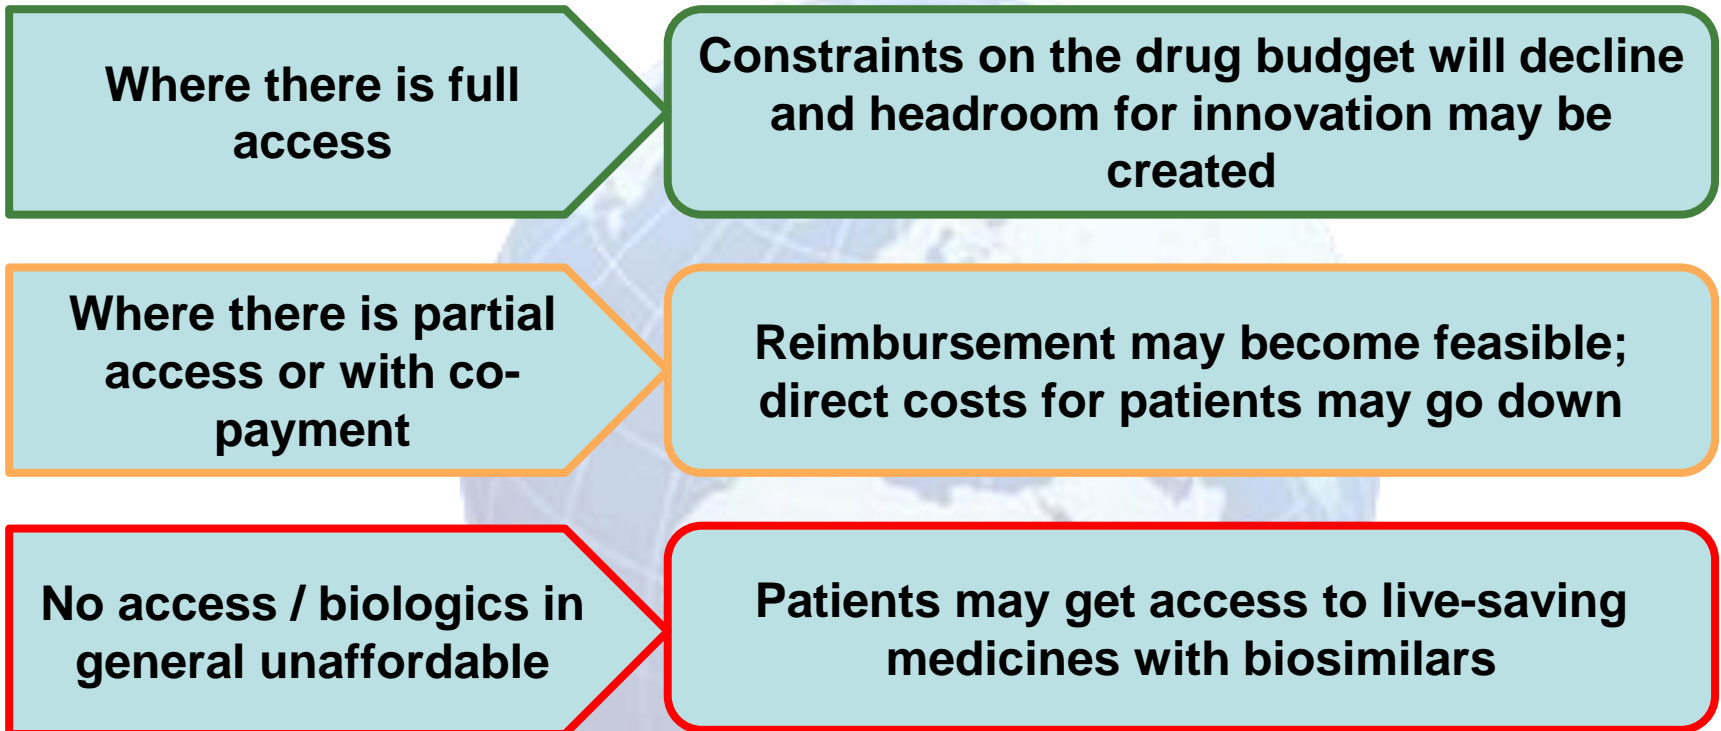 Where there is full
access
Constraints on the drug budget will decline
and headroom for innovation may be
created
Where there is partial
access or with co-
payment
Reimbursement may become feasible;
direct costs for patients may go down
No access / biologics in
general unaffordable
Patients may get access to live-saving
medicines with biosimilars